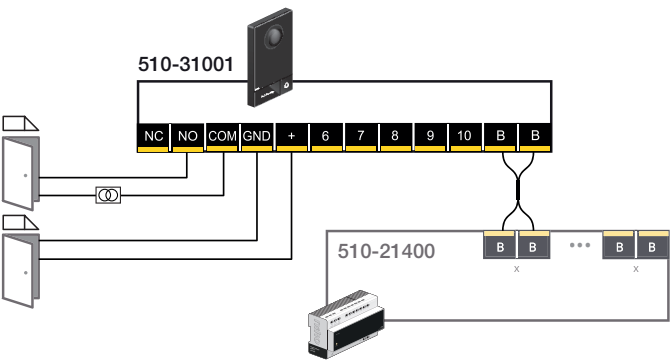 510-31001
NC NO COM GND + 6 7 8 9 10 B B
510-21400
B B ••• B B
x x